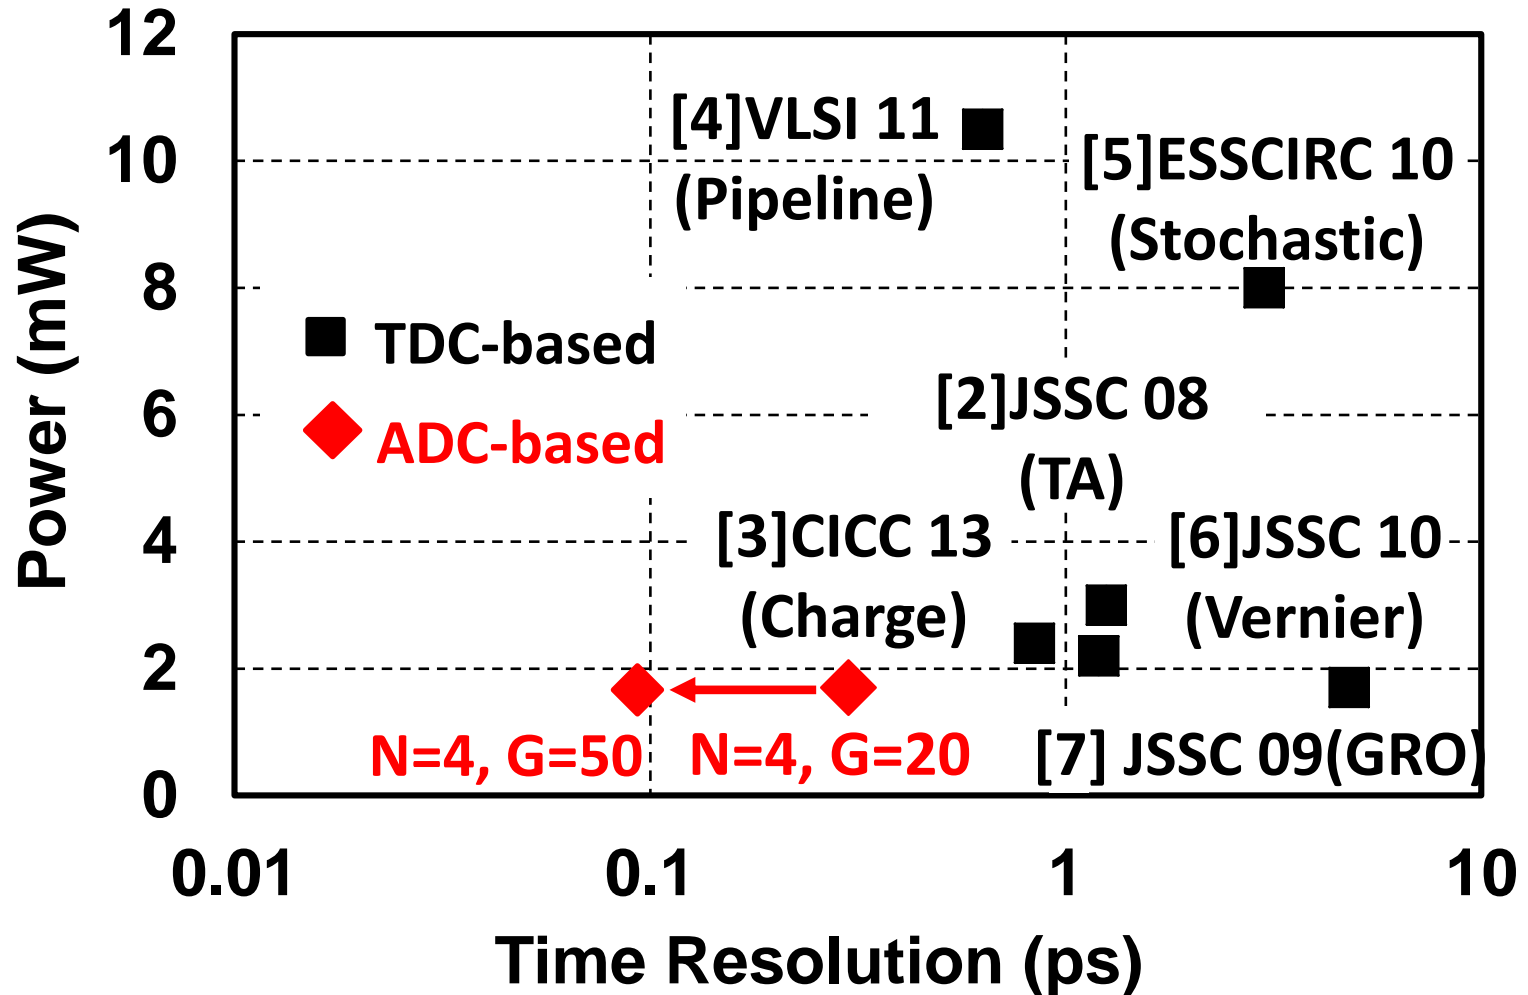 12
10
8
6
4
2
0
Power (mW)
[4]VLSI 11
(Pipeline)
[5]ESSCIRC 10
(Stochastic)
TDC-based
ADC-based
[2]JSSC 08
(TA)
[3]CICC 13
(Charge)
[6]JSSC 10
(Vernier)
N=4, G=50
N=4, G=20
[7] JSSC 09(GRO)
0.01
0.1
1
10
Time Resolution (ps)